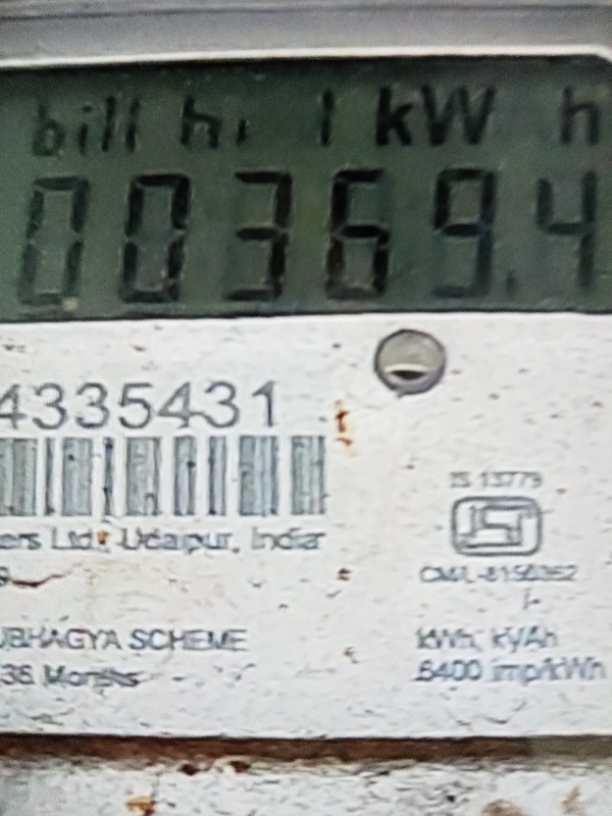 bill hi 1 kW h
00369.4
4335431
ers Ltd., Udaipur, India
IS 13779
CM/L-8150362
UBHAGYA SCHEME
36 Months
kWh, kVAh
6400 imp/kWh